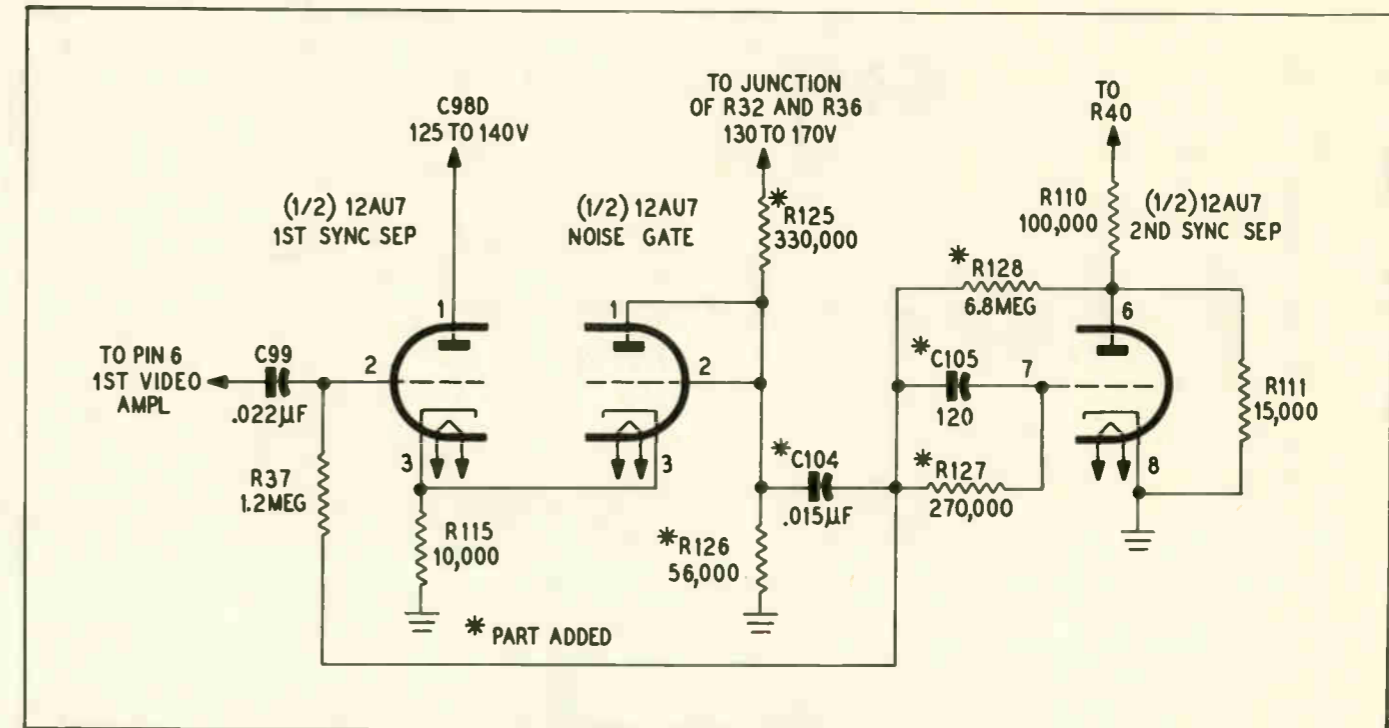 C98D
125 TO 140V
TO JUNCTION
OF R32 AND R36
130 TO 170V
TO
R40
(1/2) 12AU7
1ST SYNC SEP
(1/2) 12AU7
NOISE GATE
* R125
330,000
R110
100,000
(1/2) 12AU7
2ND SYNC SEP
* R128
6.8 MEG
1
1
6
TO PIN 6
1ST VIDEO
AMPL
C99
.022µF
2
2
* C105
120
7
R111
15,000
3
3
8
R37
1.2 MEG
R115
10,000
* C104
.015µF
* R127
270,000
* R126
56,000
* PART ADDED